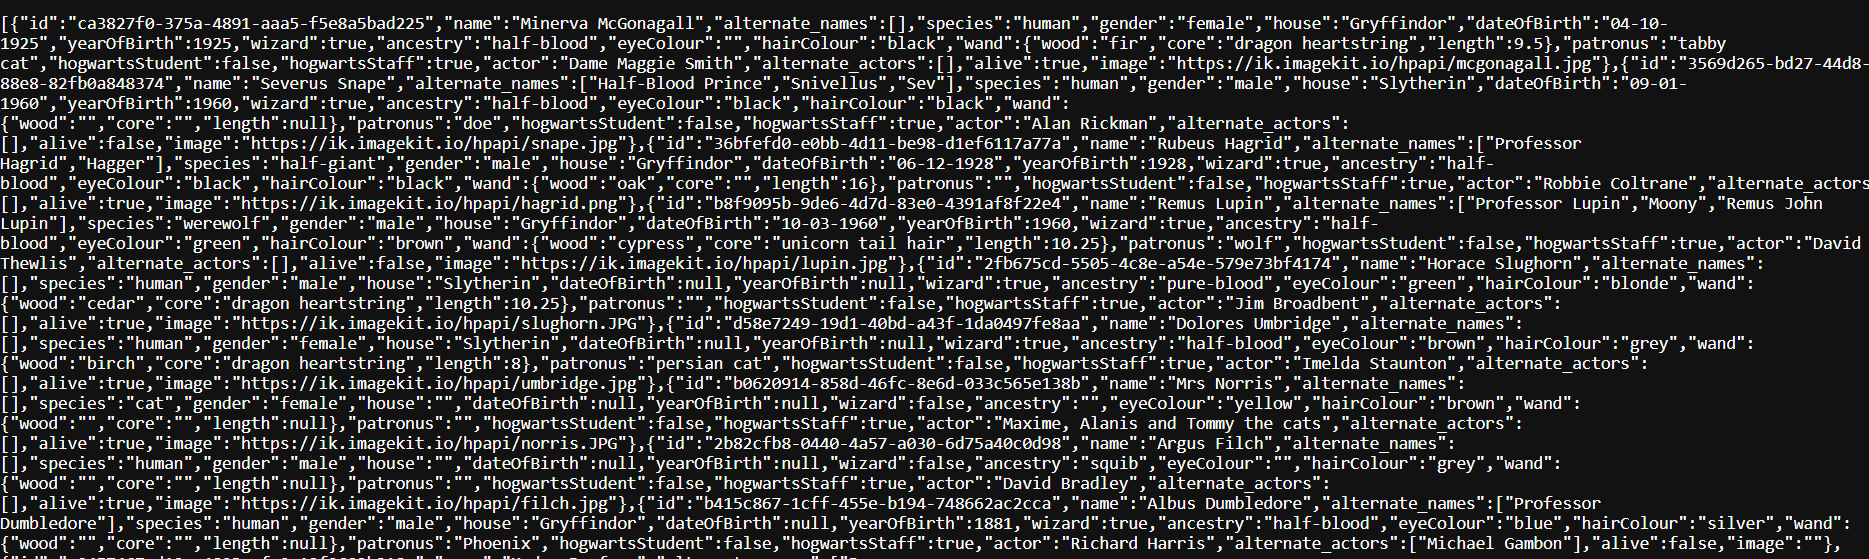 [{"id":"ca3827f0-375a-4891-aaa5-f5e8a5bad225","name":"Minerva McGonagall","alternate_names":[],"species":"human","gender":"female","house":"Gryffindor","dateOfBirth":"04-10-
1925","yearOfBirth":1925,"wizard":true,"ancestry":"half-blood","eyeColour":"","hairColour":"black","wand":{"wood":"fir","core":"dragon heartstring","length":9.5},"patronus":"tabby
cat","hogwartsStudent":false,"hogwartsStaff":true,"actor":"Dame Maggie Smith","alternate_actors":[],"alive":true,"image":"https://ik.imagekit.io/hpapi/mcgonagall.jpg"},{"id":"3569d265-bd27-44d8-
88e8-82fb0a848374","name":"Severus Snape","alternate_names":["Half-Blood Prince","Snivellus","Sev"],"species":"human","gender":"male","house":"Slytherin","dateOfBirth":"09-01-
1960","yearOfBirth":1960,"wizard":true,"ancestry":"half-blood","eyeColour":"black","hairColour":"black","wand":
{"wood":"","core":"","length":null},"patronus":"doe","hogwartsStudent":false,"hogwartsStaff":true,"actor":"Alan Rickman","alternate_actors":
[],"alive":false,"image":"https://ik.imagekit.io/hpapi/snape.jpg"},{"id":"36bfefd0-e0bb-4d11-be98-d1ef6117a77a","name":"Rubeus Hagrid","alternate_names":["Professor
Hagrid","Hagger"],"species":"half-giant","gender":"male","house":"Gryffindor","dateOfBirth":"06-12-1928","yearOfBirth":1928,"wizard":true,"ancestry":"half-
blood","eyeColour":"black","hairColour":"black","wand":{"wood":"oak","core":"","length":16},"patronus":"","hogwartsStudent":false,"hogwartsStaff":true,"actor":"Robbie Coltrane","alternate_actors
[],"alive":true,"image":"https://ik.imagekit.io/hpapi/hagrid.png"},{"id":"b8f9095b-9de6-4d7d-83e0-4391af8f22e4","name":"Remus Lupin","alternate_names":["Professor Lupin","Moony","Remus John
Lupin"],"species":"werewolf","gender":"male","house":"Gryffindor","dateOfBirth":"10-03-1960","yearOfBirth":1960,"wizard":true,"ancestry":"half-
blood","eyeColour":"green","hairColour":"brown","wand":{"wood":"cypress","core":"unicorn tail hair","length":10.25},"patronus":"wolf","hogwartsStudent":false,"hogwartsStaff":true,"actor":"David
Thewlis","alternate_actors":[],"alive":false,"image":"https://ik.imagekit.io/hpapi/lupin.jpg"},{"id":"2fb675cd-5505-4c8e-a54e-579e73bf4174","name":"Horace Slughorn","alternate_names":
[],"species":"human","gender":"male","house":"Slytherin","dateOfBirth":null,"yearOfBirth":null,"wizard":true,"ancestry":"pure-blood","eyeColour":"green","hairColour":"blonde","wand":
{"wood":"cedar","core":"dragon heartstring","length":10.25},"patronus":"","hogwartsStudent":false,"hogwartsStaff":true,"actor":"Jim Broadbent","alternate_actors":
[],"alive":true,"image":"https://ik.imagekit.io/hpapi/slughorn.JPG"},{"id":"d58e7249-19d1-40bd-a43f-1da0497fe8aa","name":"Dolores Umbridge","alternate_names":
[],"species":"human","gender":"female","house":"Slytherin","dateOfBirth":null,"yearOfBirth":null,"wizard":true,"ancestry":"half-blood","eyeColour":"brown","hairColour":"grey","wand":
{"wood":"birch","core":"dragon heartstring","length":8},"patronus":"persian cat","hogwartsStudent":false,"hogwartsStaff":true,"actor":"Imelda Staunton","alternate_actors":
[],"alive":true,"image":"https://ik.imagekit.io/hpapi/umbridge.jpg"},{"id":"b0620914-858d-46fc-8e6d-033c565e138b","name":"Mrs Norris","alternate_names":
[],"species":"cat","gender":"female","house":"","dateOfBirth":null,"yearOfBirth":null,"wizard":false,"ancestry":"","eyeColour":"yellow","hairColour":"brown","wand":
{"wood":"","core":"","length":null},"patronus":"","hogwartsStudent":false,"hogwartsStaff":true,"actor":"Maxime, Alanis and Tommy the cats","alternate_actors":
[],"alive":true,"image":"https://ik.imagekit.io/hpapi/norris.JPG"},{"id":"2b82cfb8-0440-4a57-a030-6d75a40c0d98","name":"Argus Filch","alternate_names":
[],"species":"human","gender":"male","house":"","dateOfBirth":null,"yearOfBirth":null,"wizard":false,"ancestry":"squib","eyeColour":"","hairColour":"grey","wand":
{"wood":"","core":"","length":null},"patronus":"","hogwartsStudent":false,"hogwartsStaff":true,"actor":"David Bradley","alternate_actors":
[],"alive":true,"image":"https://ik.imagekit.io/hpapi/filch.jpg"},{"id":"b415c867-1cff-455e-b194-748662ac2cca","name":"Albus Dumbledore","alternate_names":["Professor
Dumbledore"],"species":"human","gender":"male","house":"Gryffindor","dateOfBirth":null,"yearOfBirth":1881,"wizard":true,"ancestry":"half-blood","eyeColour":"blue","hairColour":"silver","wand":
{"wood":"","core":"","length":null},"patronus":"Phoenix","hogwartsStudent":false,"hogwartsStaff":true,"actor":"Richard Harris","alternate_actors":["Michael Gambon"],"alive":false,"image":""},